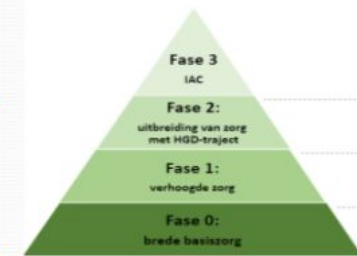 Fase 3
IAC
Fase 2:
uitbreiding van zorg
met HGD-traject
Fase 1:
verhoogde zorg
Fase 0:
brede basiszorg